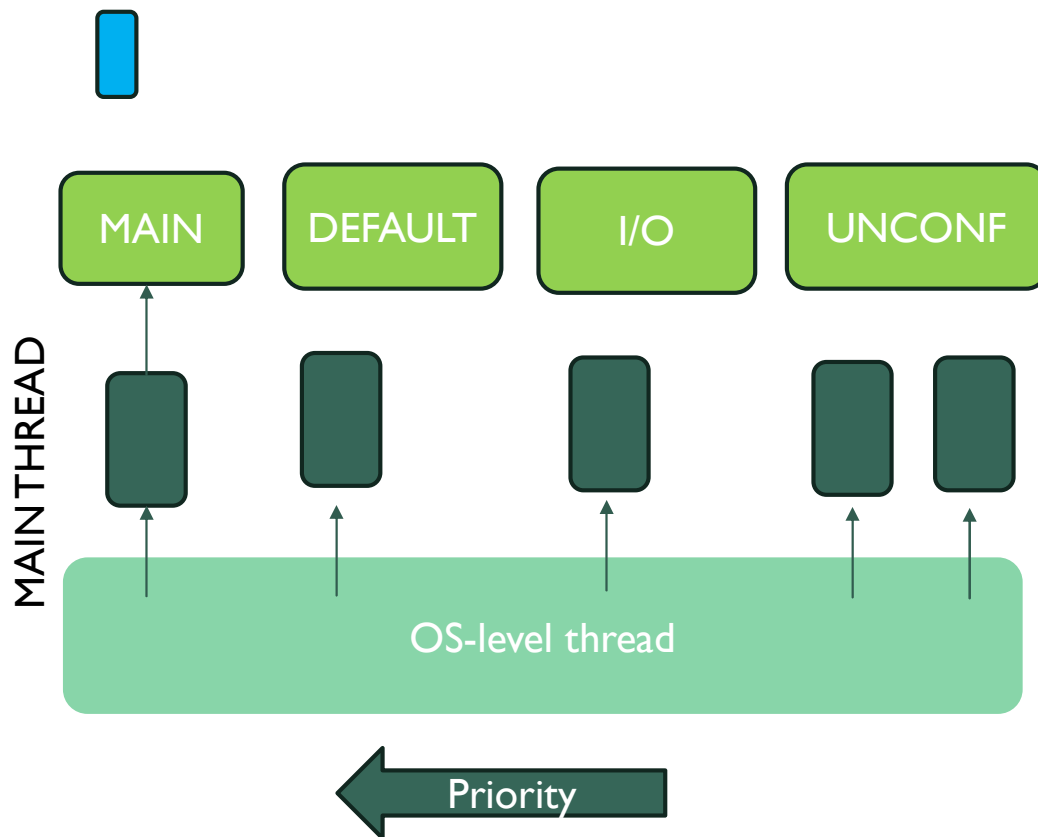 MAIN
DEFAULT
I/O
UNCONF
MAIN THREAD
OS-level thread
Priority